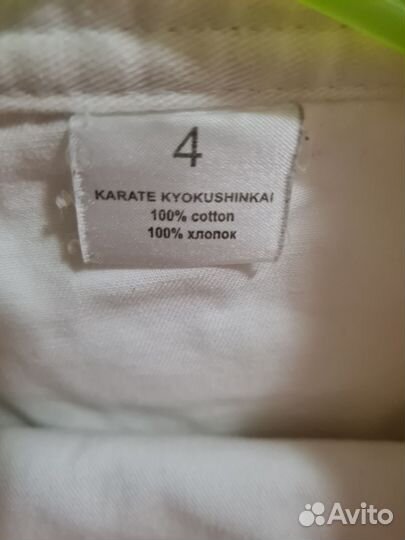 4
KARATE KYOKUSHINKAI
100% cotton
100% хлопок
Avito